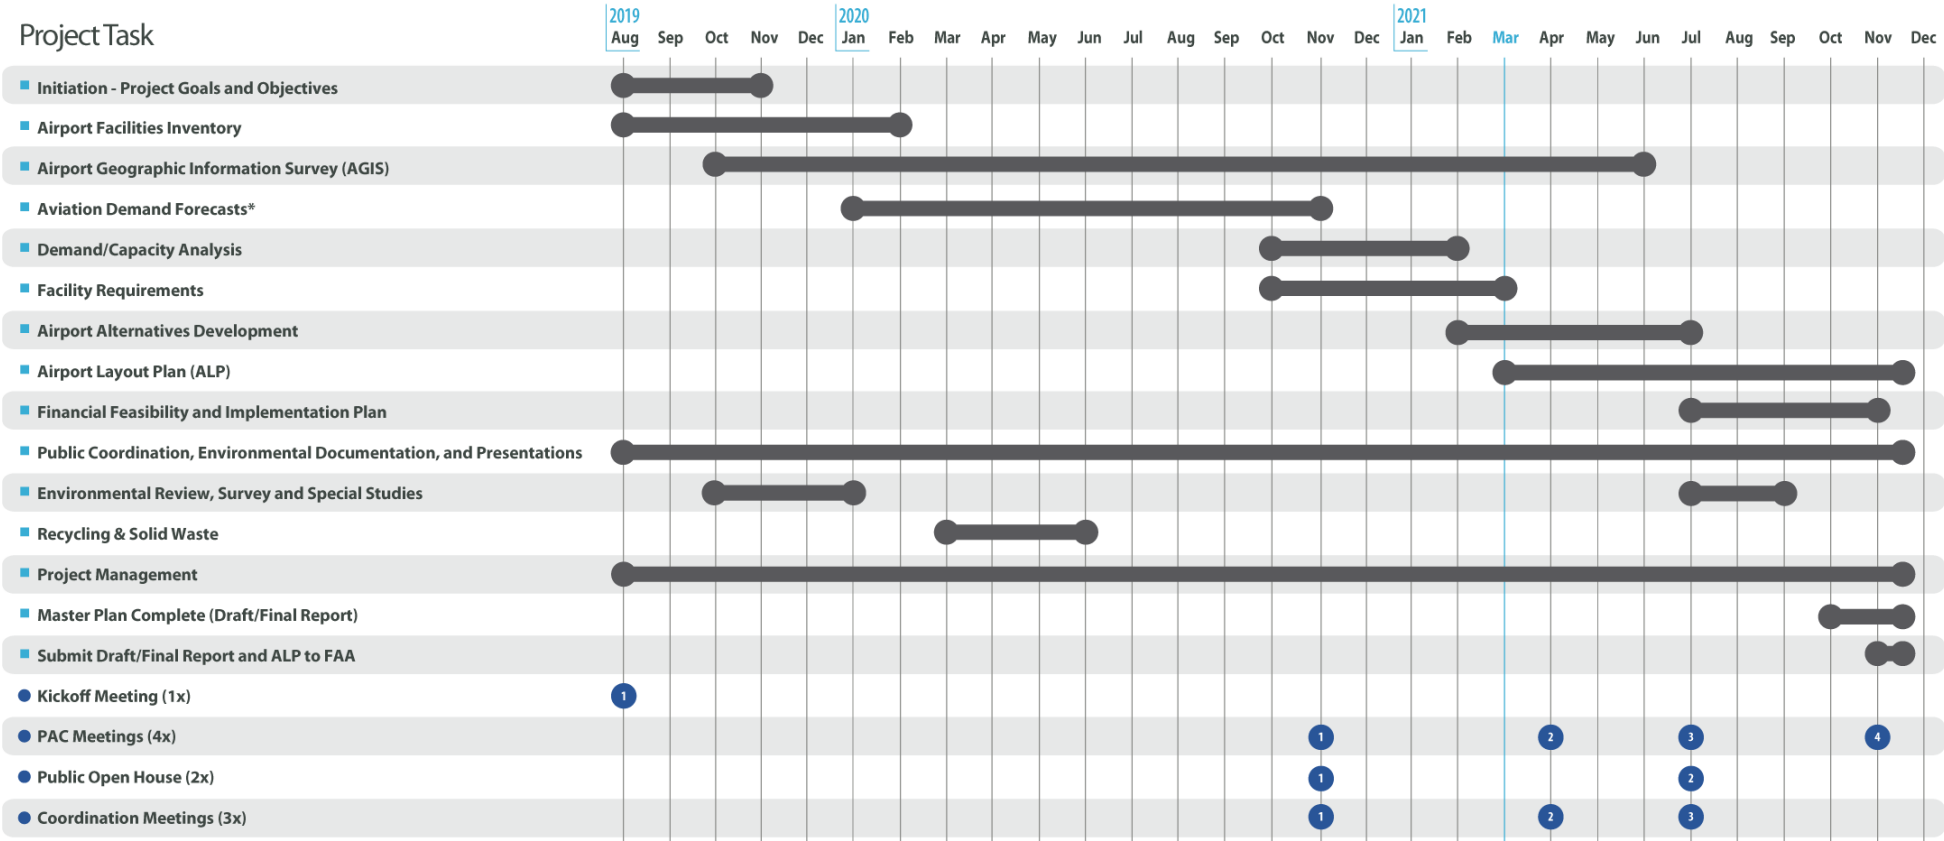 2019 2020 2021
Project Task Aug Sep Oct Nov Dec Jan Feb Mar Apr May Jun Jul Aug Sep Oct Nov Dec Jan Feb Mar Apr May Jun Jul Aug Sep Oct Nov Dec
Initiation - Project Goals and Objectives
Airport Facilities Inventory
Airport Geographic Information Survey (AGIS)
Aviation Demand Forecasts*
Demand/Capacity Analysis
Facility Requirements
Airport Alternatives Development
Airport Layout Plan (ALP)
Financial Feasibility and Implementation Plan
Public Coordination, Environmental Documentation, and Presentations
Environmental Review, Survey and Special Studies
Recycling & Solid Waste
Project Management
Master Plan Complete (Draft/Final Report)
Submit Draft/Final Report and ALP to FAA
Kickoff Meeting (1x) 1
PAC Meetings (4x) 1 2 3 4
Public Open House (2x) 1 2
Coordination Meetings (3x) 1 2 3